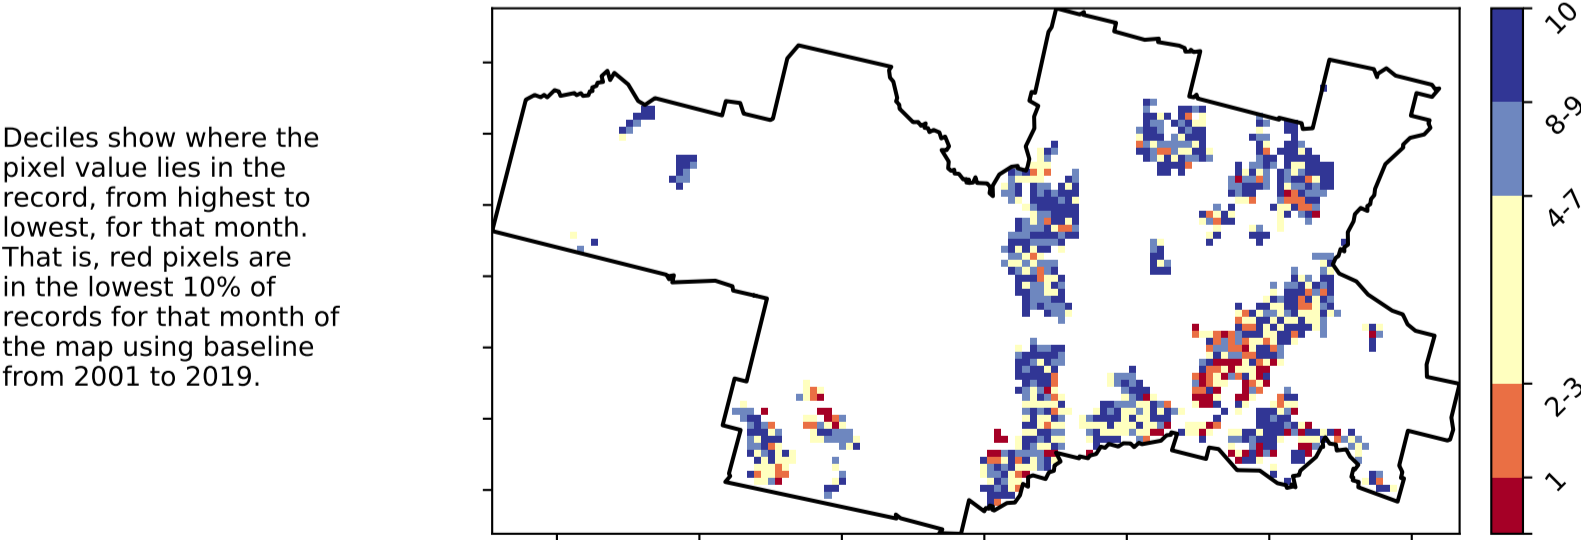 Deciles show where the
pixel value lies in the
record, from highest to
lowest, for that month.
That is, red pixels are
in the lowest 10% of
records for that month of
the map using baseline
from 2001 to 2019.
10
8-9
4-7
2-3
1